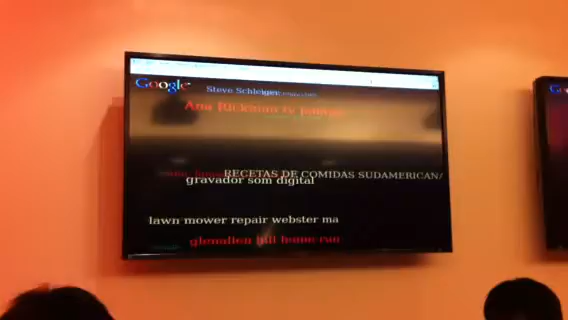 Google
Steve Schleiger
Ana Rickman tv
RECETAS DE COMIDAS SUDAMERICAN/
gravador som digital
lawn mower repair webster ma
glenallen hill home run